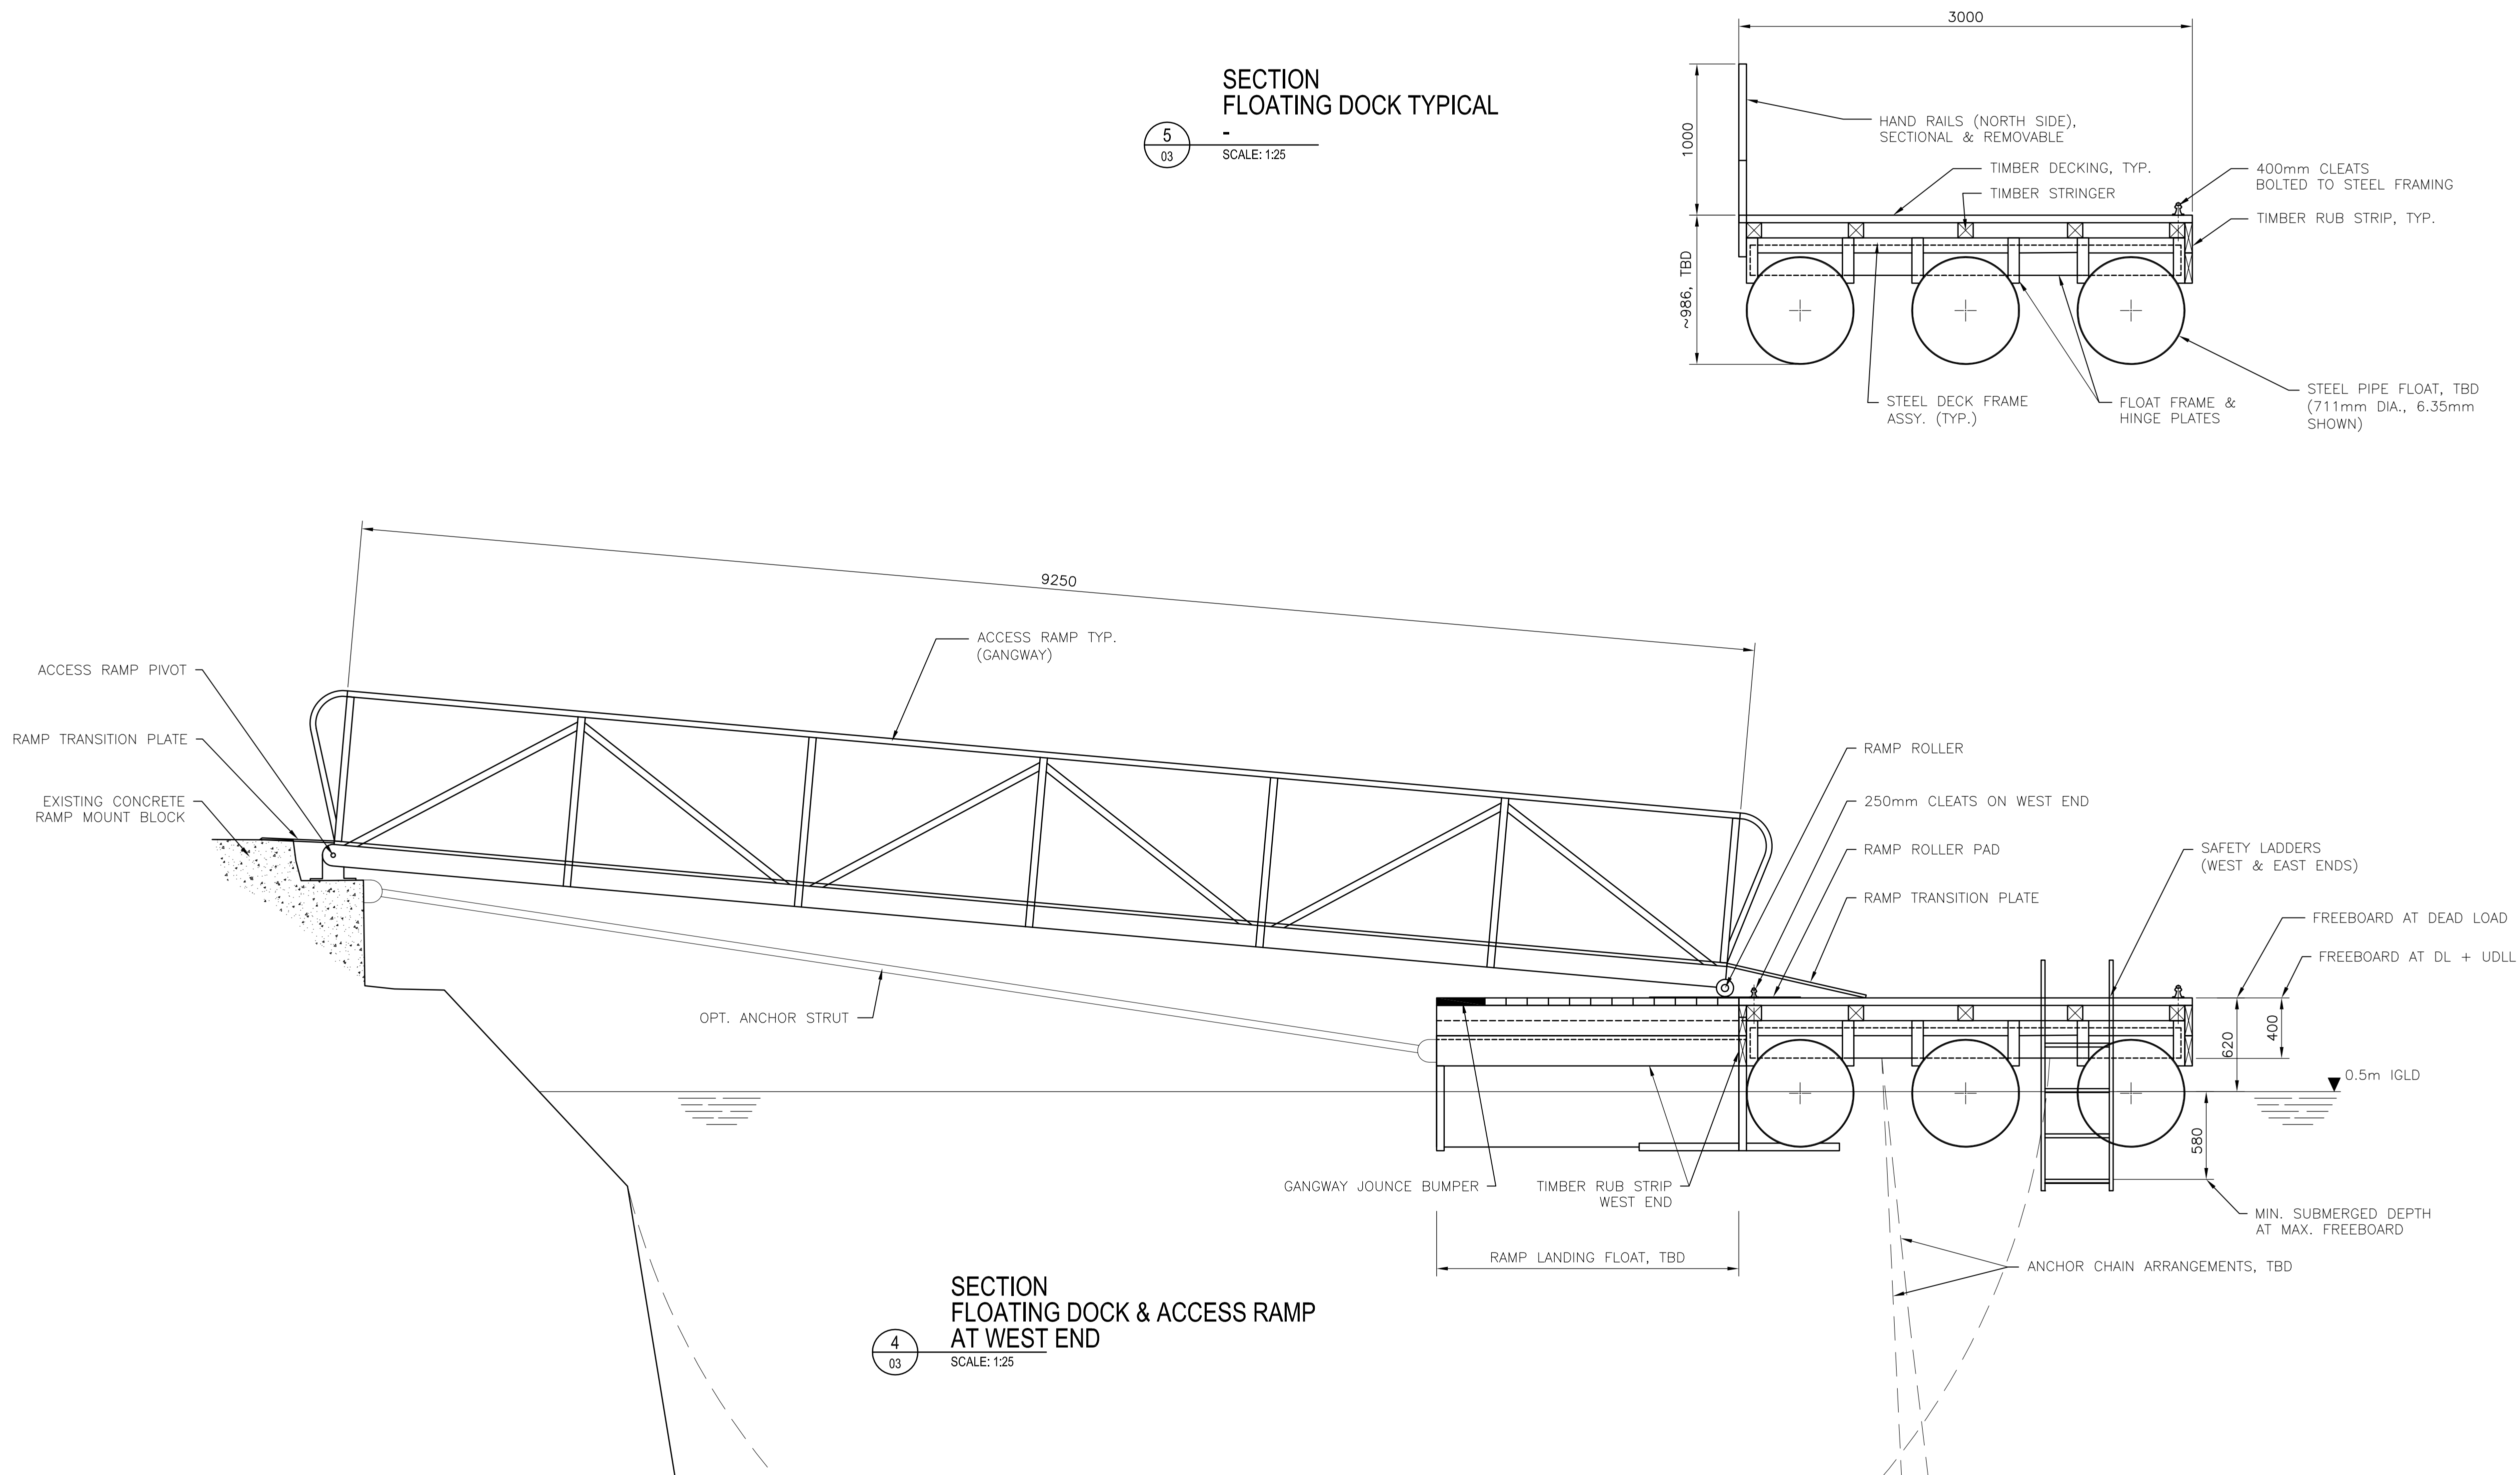 3000
SECTION
FLOATING DOCK TYPICAL
5
03
-
SCALE: 1:25
1000
~986, TBD
HAND RAILS (NORTH SIDE),
SECTIONAL & REMOVABLE
TIMBER DECKING, TYP.
TIMBER STRINGER
400mm CLEATS
BOLTED TO STEEL FRAMING
TIMBER RUB STRIP, TYP.
STEEL DECK FRAME
ASSY. (TYP.)
FLOAT FRAME &
HINGE PLATES
STEEL PIPE FLOAT, TBD
(711mm DIA., 6.35mm
SHOWN)
9250
ACCESS RAMP TYP.
(GANGWAY)
ACCESS RAMP PIVOT
RAMP TRANSITION PLATE
EXISTING CONCRETE
RAMP MOUNT BLOCK
OPT. ANCHOR STRUT
RAMP ROLLER
250mm CLEATS ON WEST END
RAMP ROLLER PAD
RAMP TRANSITION PLATE
SAFETY LADDERS
(WEST & EAST ENDS)
FREEBOARD AT DEAD LOAD
FREEBOARD AT DL + UDLL
620
400
0.5m IGLD
580
GANGWAY JOUNCE BUMPER
TIMBER RUB STRIP
WEST END
MIN. SUBMERGED DEPTH
AT MAX. FREEBOARD
RAMP LANDING FLOAT, TBD
ANCHOR CHAIN ARRANGEMENTS, TBD
SECTION
FLOATING DOCK & ACCESS RAMP
AT WEST END
4
03
SCALE: 1:25